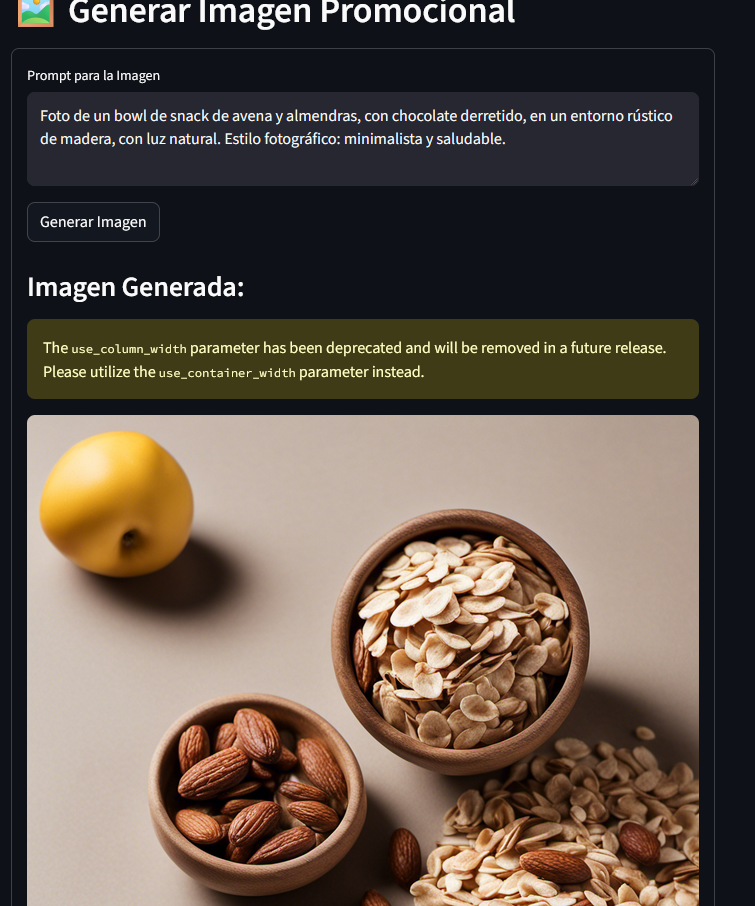 Generar Imagen Promocional
Prompt para la Imagen
Foto de un bowl de snack de avena y almendras, con chocolate derretido, en un entorno rústico
de madera, con luz natural. Estilo fotográfico: minimalista y saludable.
Generar Imagen
Imagen Generada:
The use_column_width parameter has been deprecated and will be removed in a future release.
Please utilize the use_container_width parameter instead.